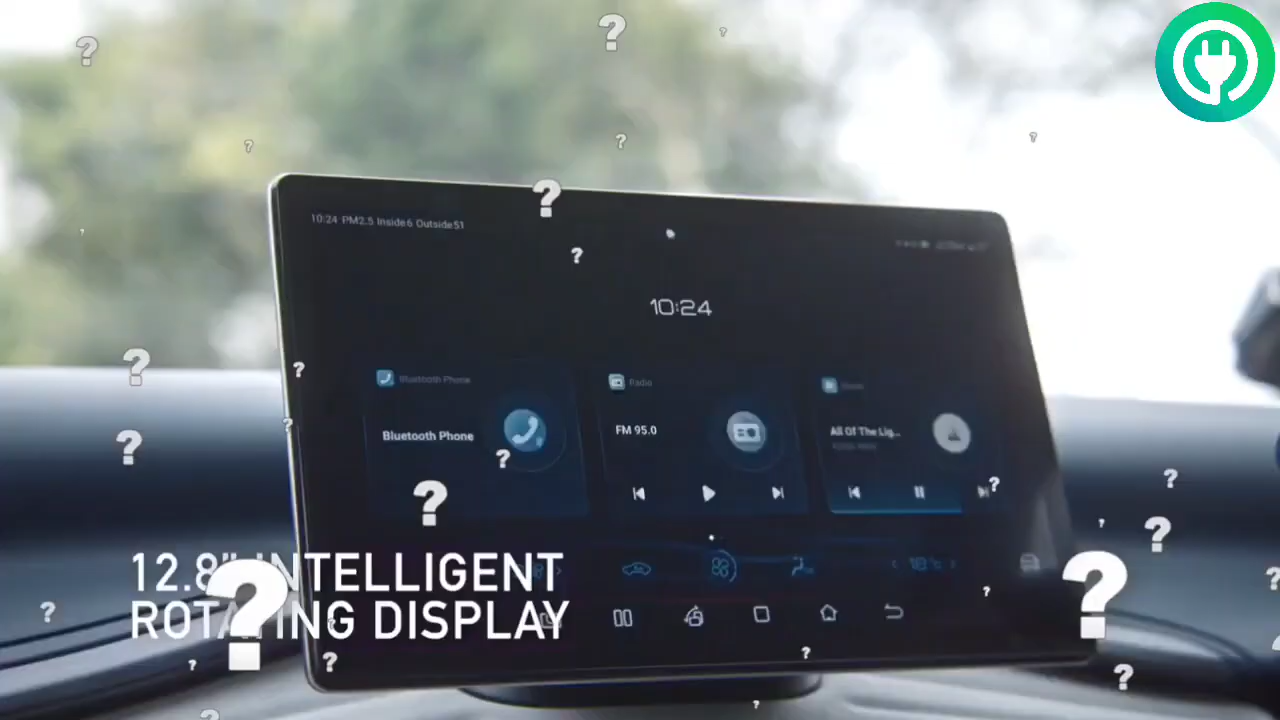 10:24 PM2.5 Inside6 Outside51
10:24
Bluetooth Phone
Radio
Bluetooth Phone
FM 95.0
All Of The Lig...
12.8" INTELLIGENT
ROTATING DISPLAY